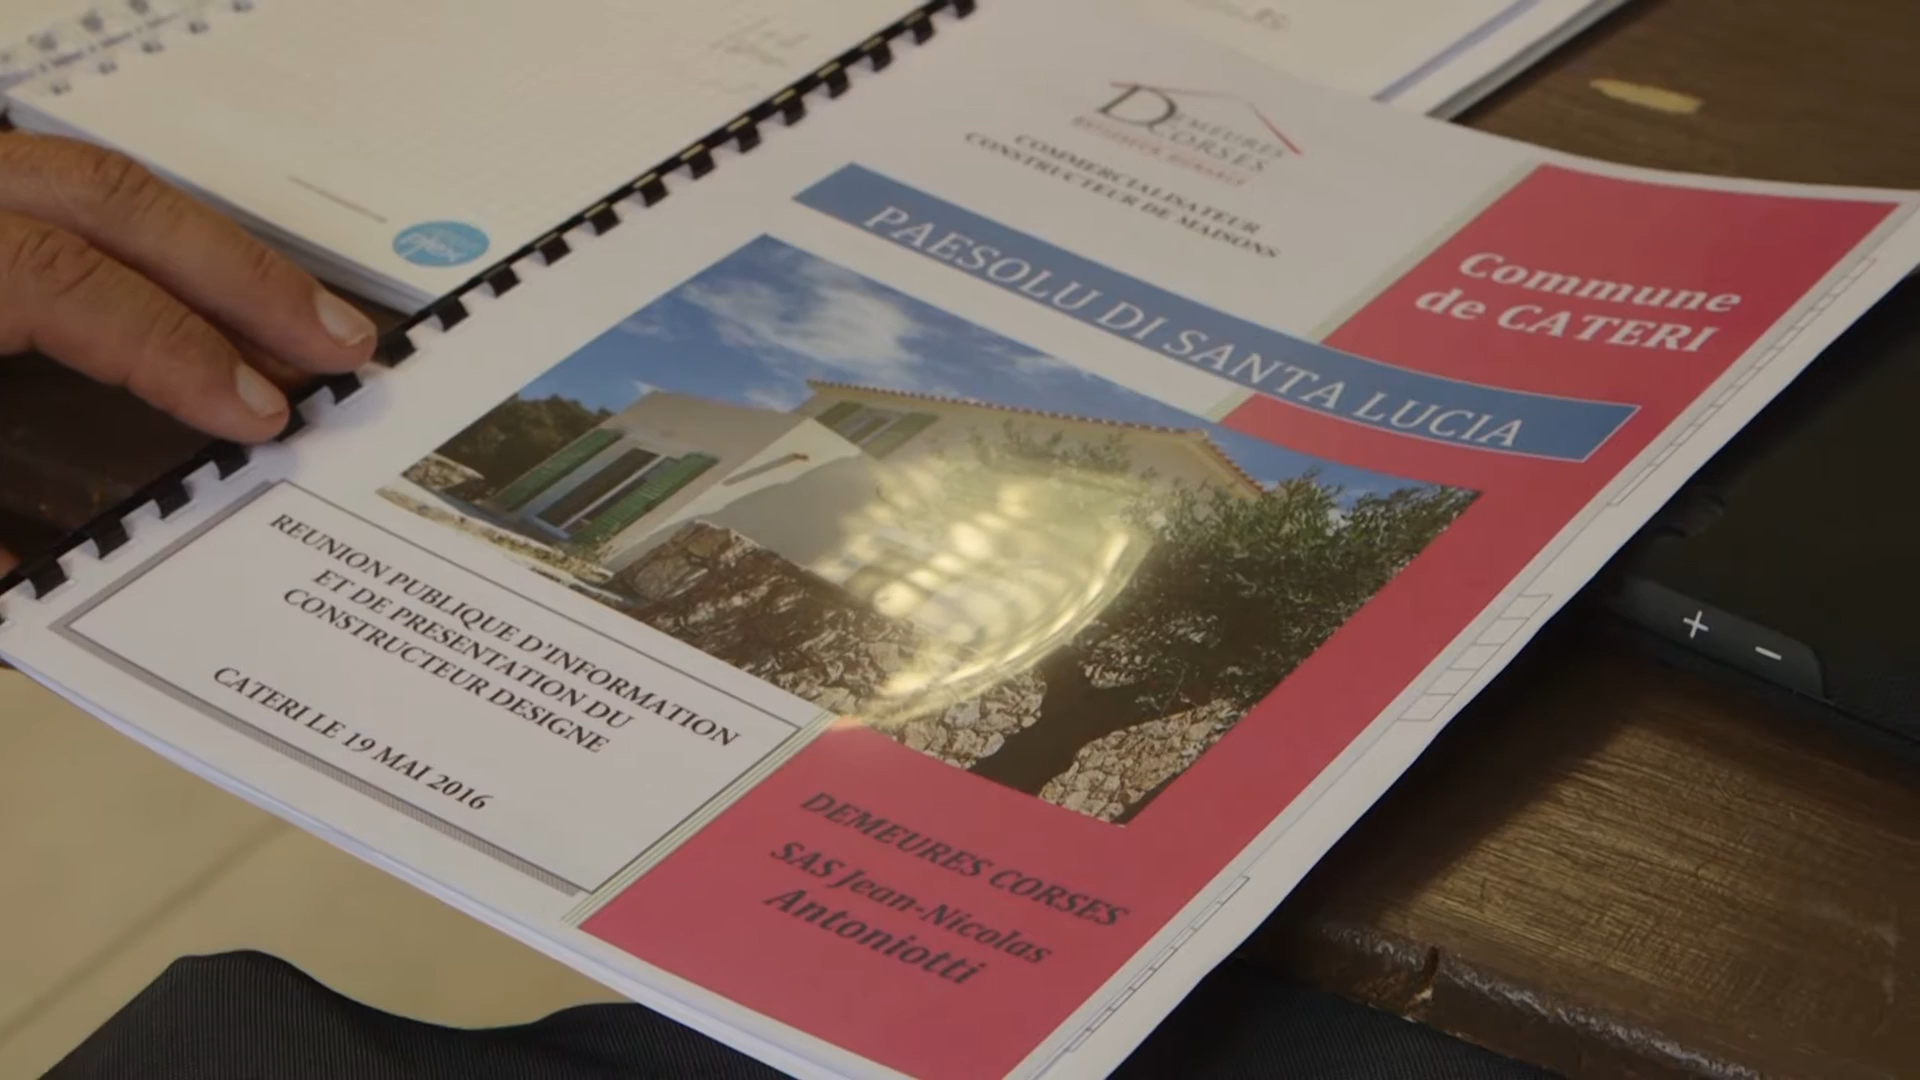 DEMEURES
CORSES
COMMERCIALISATEUR
CONSTRUCTEUR DE MAISONS
Commune
de CATERI
PAESOLU DI SANTA LUCIA
REUNION PUBLIQUE D'INFORMATION
ET DE PRESENTATION DU
CONSTRUCTEUR DESIGNE
CATERI LE 19 MAI 2016
DEMEURES CORSES
SAS Jean-Nicolas
Antoniotti
+ −